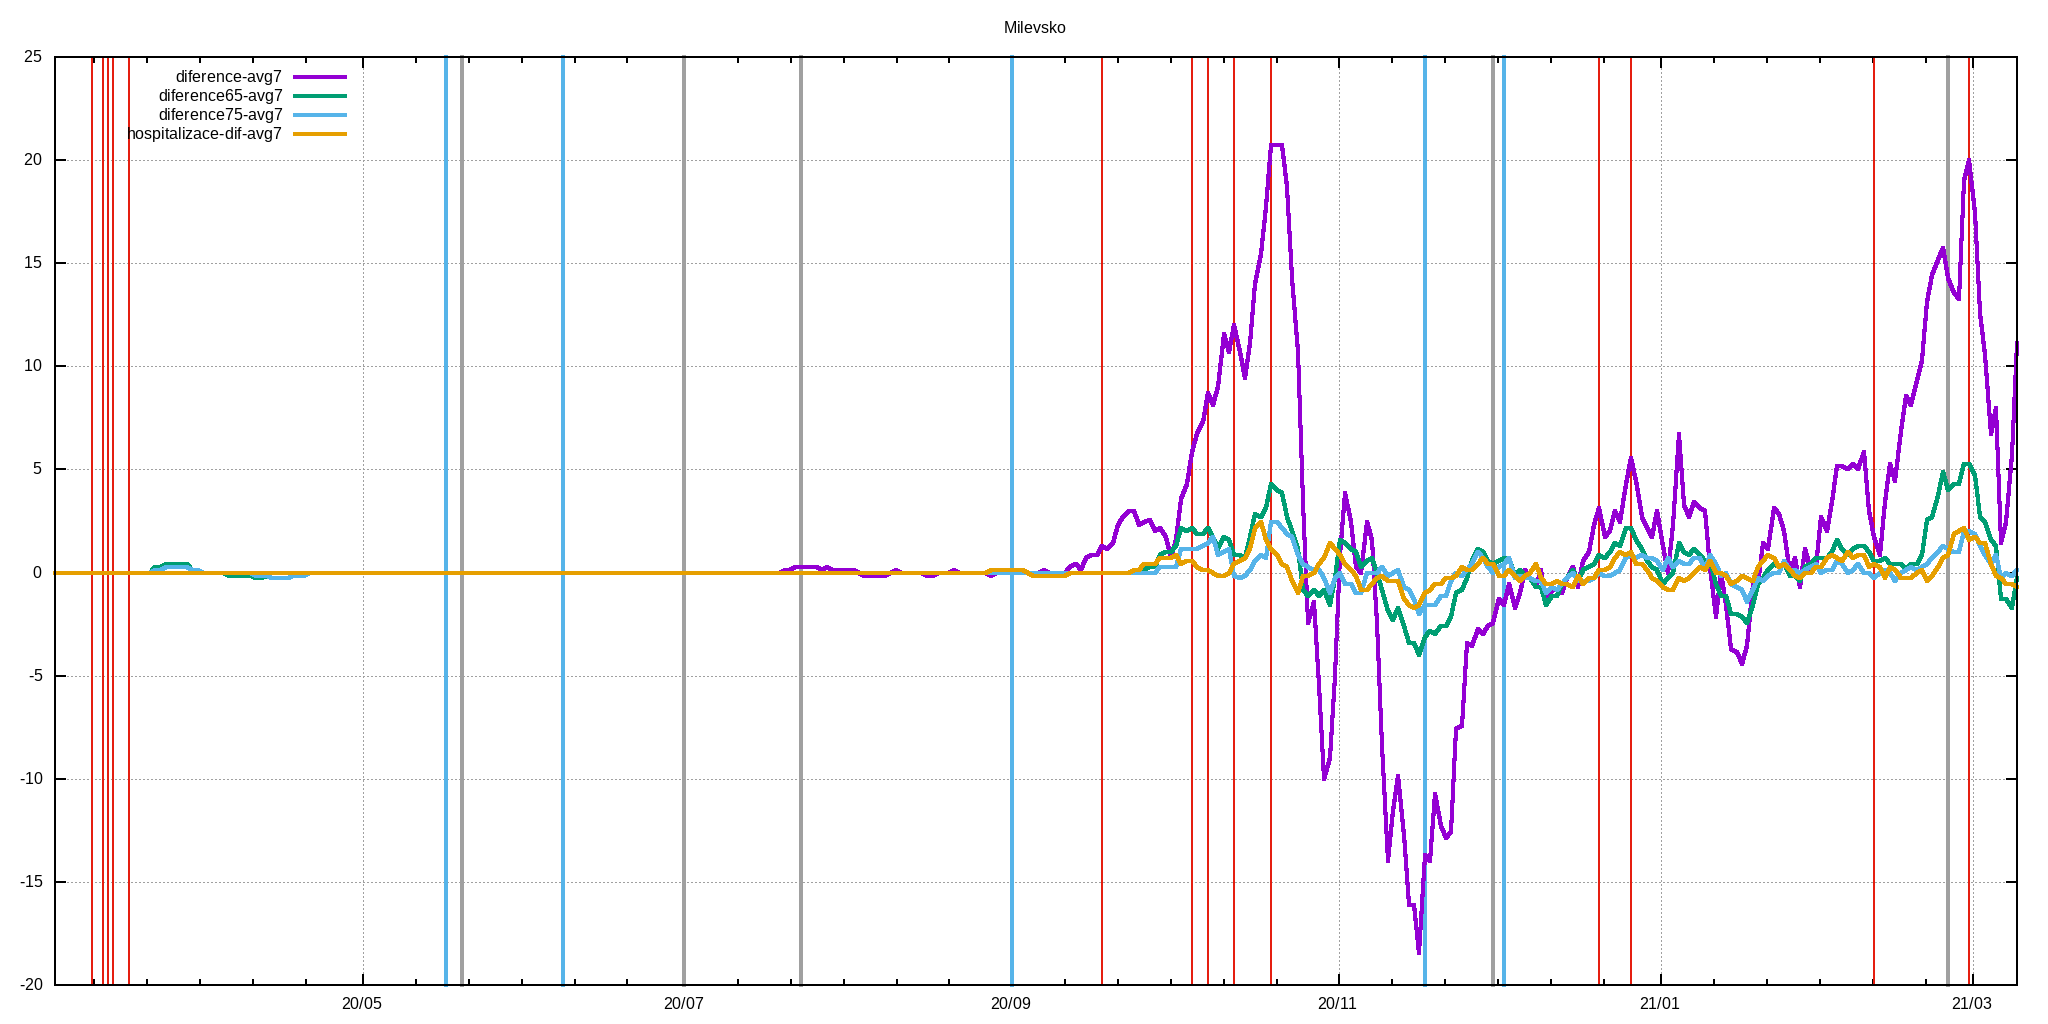 Milevsko
25
diference-avg7
diference65-avg7
diference75-avg7
hospitalizace-dif-avg7
20
15
10
5
0
-5
-10
-15
-20
20/05 20/07 20/09 20/11 21/01 21/03